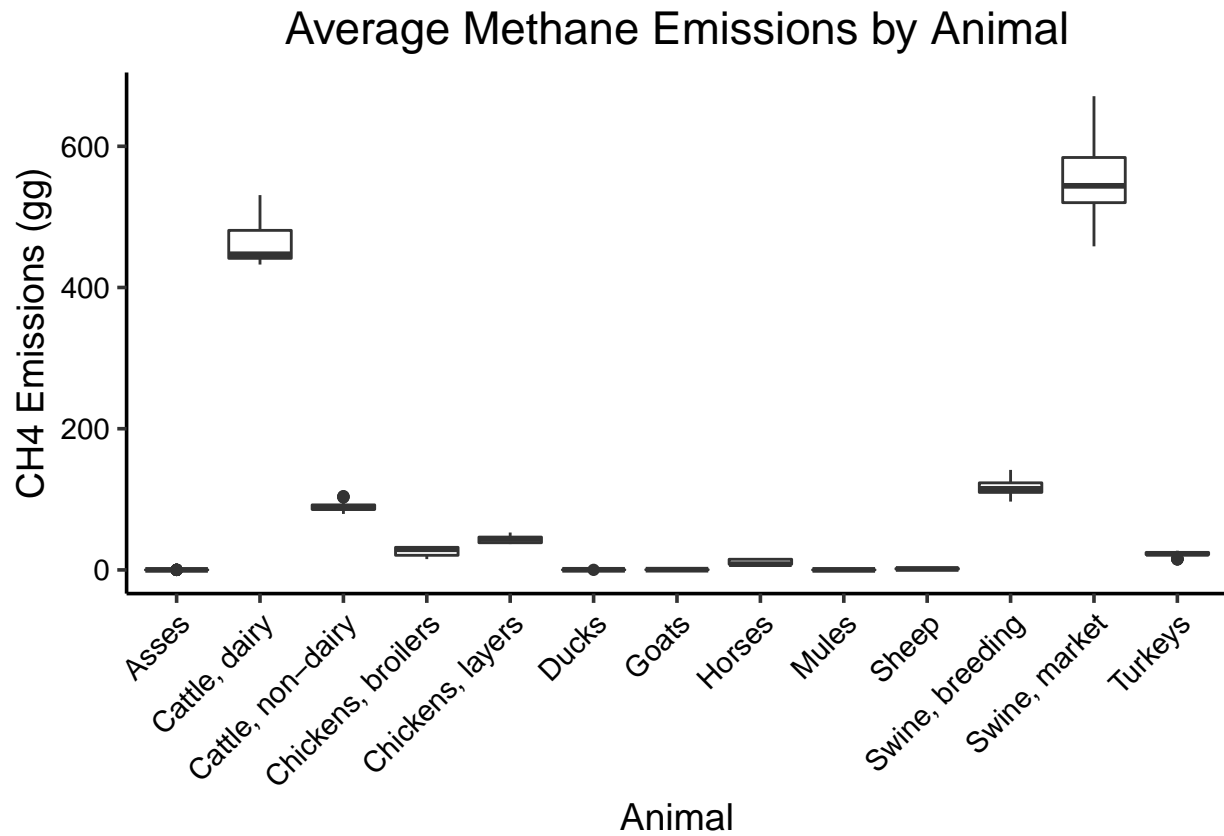 Average Methane Emissions by Animal
CH4 Emissions (gg)
600
400
200
0
Asses
Cattle, dairy
Cattle, non−dairy
Chickens, broilers
Chickens, layers
Ducks
Goats
Horses
Mules
Sheep
Swine, breeding
Swine, market
Turkeys
Animal